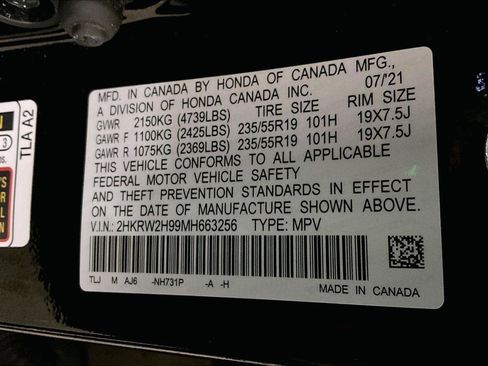 MFD. IN CANADA BY HONDA OF CANADA MFG.,
A DIVISION OF HONDA CANADA INC. 07/'21
GVWR 2150KG (4739LBS) TIRE SIZE RIM SIZE
GAWR F 1100KG (2425LBS) 235/55R19 101H 19X7.5J
GAWR R 1075KG (2369LBS) 235/55R19 101H 19X7.5J
THIS VEHICLE CONFORMS TO ALL APPLICABLE
FEDERAL MOTOR VEHICLE SAFETY
AND THEFT PREVENTION STANDARDS IN EFFECT
ON THE DATE OF MANUFACTURE SHOWN ABOVE.
V.I.N.: 2HKRW2H99MH663256 TYPE: MPV
TLJ M AJ6 -NH731P -A -H
MADE IN CANADA
TLA A2
3